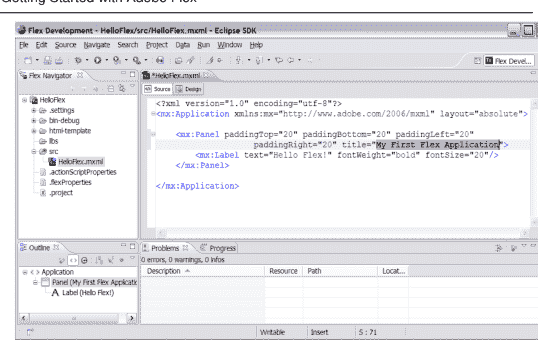 Getting Started with Adobe Flex
Flex Development - HelloFlex/src/HelloFlex.mxml - Eclipse SDK
File Edit Source Navigate Search Project Data Run Window Help
Flex Devel...
Flex Navigator
*HelloFlex.mxml
Source Design
HelloFlex
.settings
bin-debug
html-template
libs
src
HelloFlex.mxml
.actionScriptProperties
.flexProperties
.project
<?xml version="1.0" encoding="utf-8"?>
<mx:Application xmlns:mx="http://www.adobe.com/2006/mxml" layout="absolute">
<mx:Panel paddingTop="20" paddingBottom="20" paddingLeft="20"
paddingRight="20" title="My First Flex Application">
<mx:Label text="Hello Flex!" fontWeight="bold" fontSize="20"/>
</mx:Panel>
</mx:Application>
Outline
< > Application
Panel (My First Flex Applicatic
A Label (Hello Flex!)
Problems Progress
0 errors, 0 warnings, 0 infos
Description Resource Path Locat...
Writable Insert 5 : 71